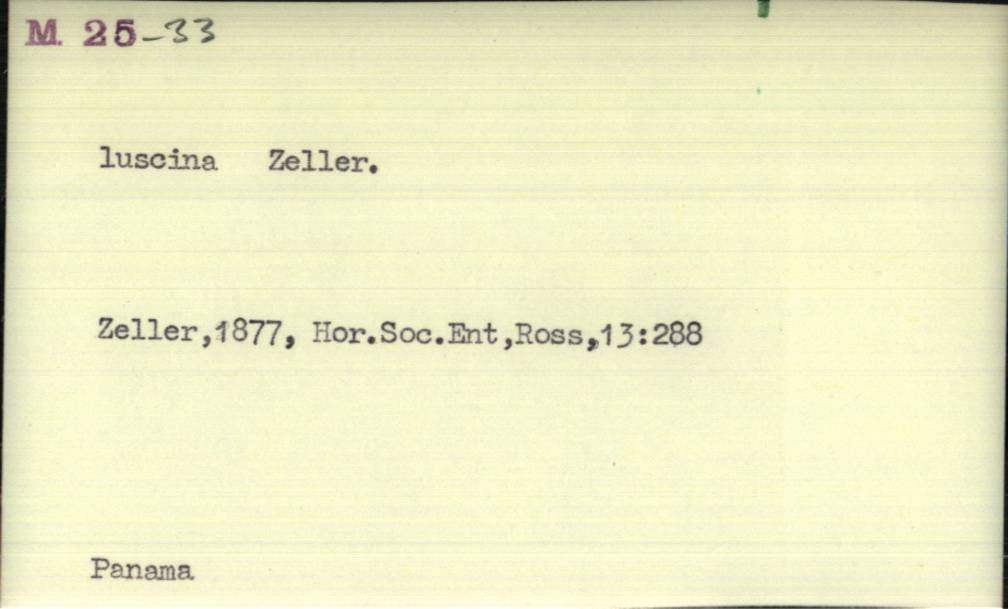 M. 25-33
luscina Zeller.
Zeller,1877, Hor.Soc.Ent,Ross,,13:288
Panama